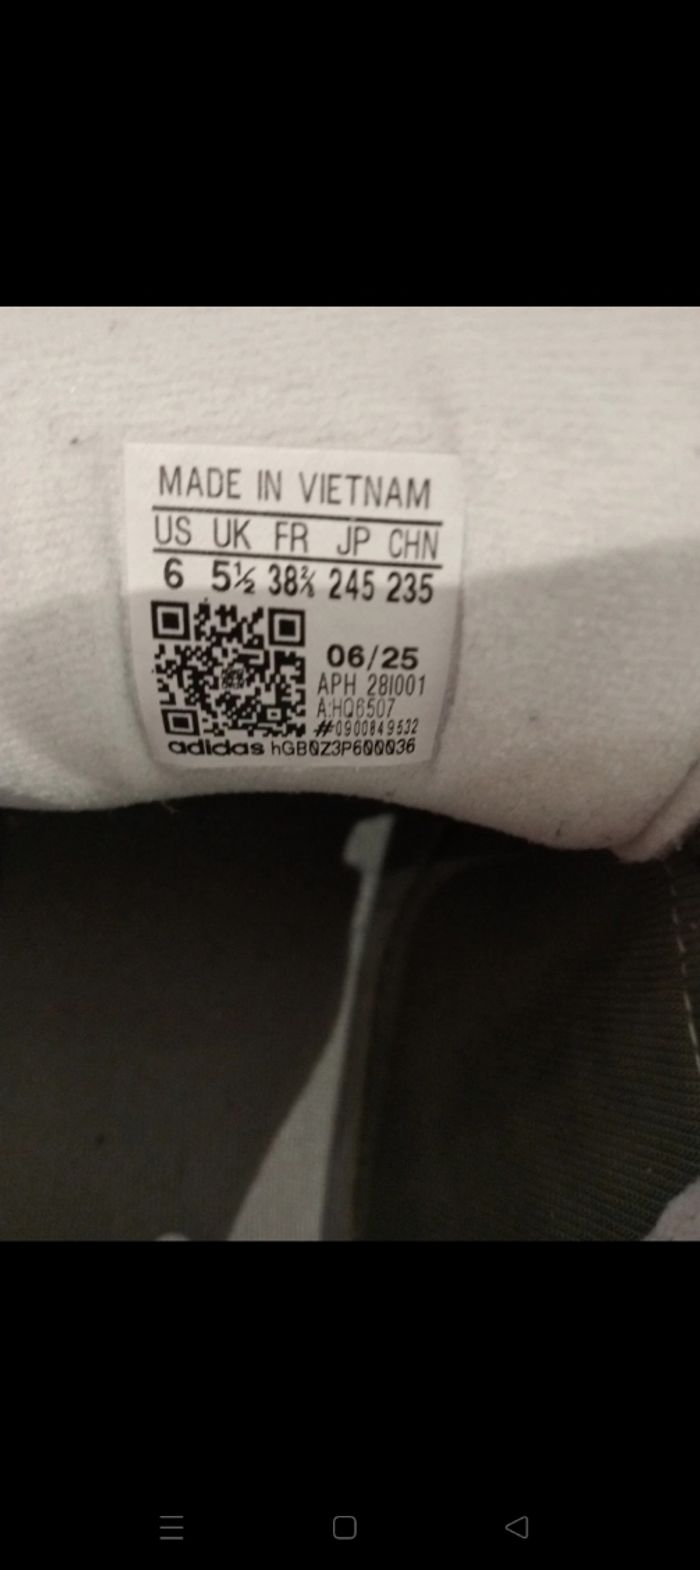 MADE IN VIETNAM
US UK FR JP CHN
6 5½ 38⅔ 245 235
06/25
APH 28I001
A:HQ6507
#0900849532
adidas hGB0Z3P600036